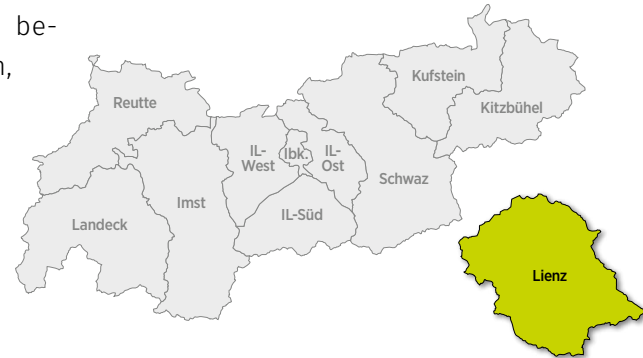 be-
n,
Reutte
Kufstein
Kitzbühel
IL-
West
Ibk.
IL-
Ost
Schwaz
Imst
Landeck
IL-Süd
Lienz